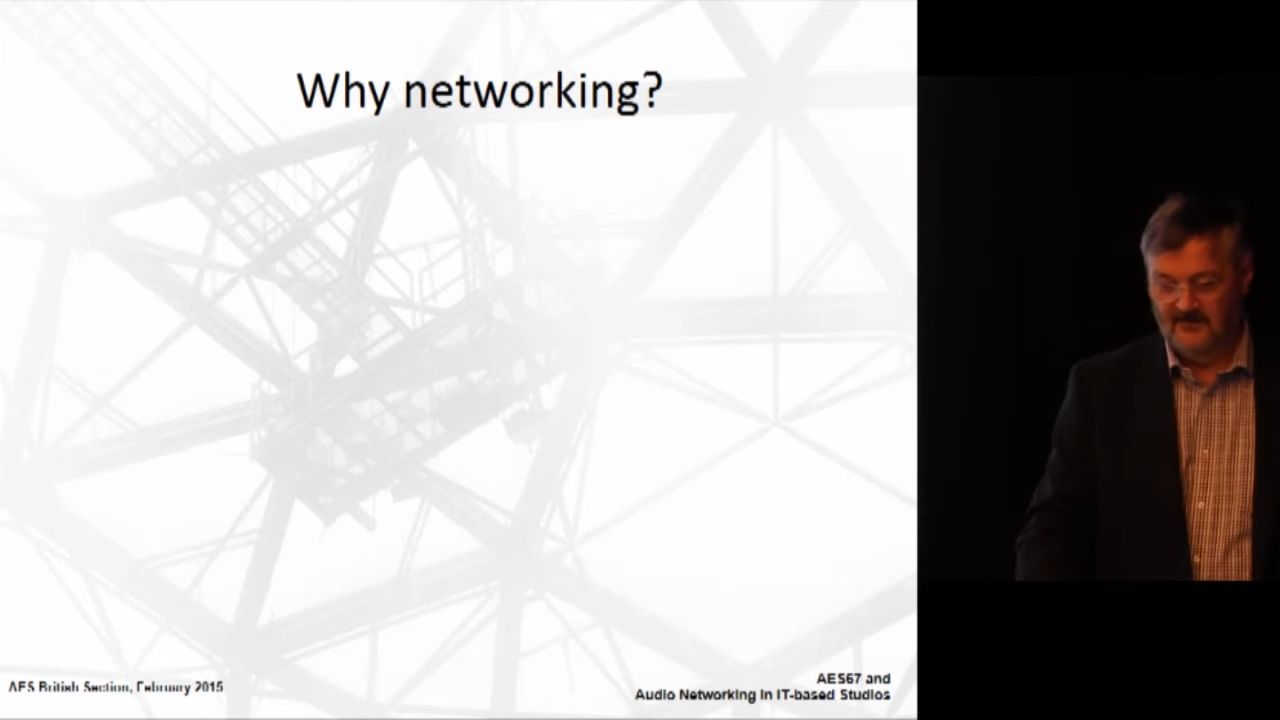 Why networking?
AES British Section, February 2015
AES67 and
Audio Networking in IT-based Studios